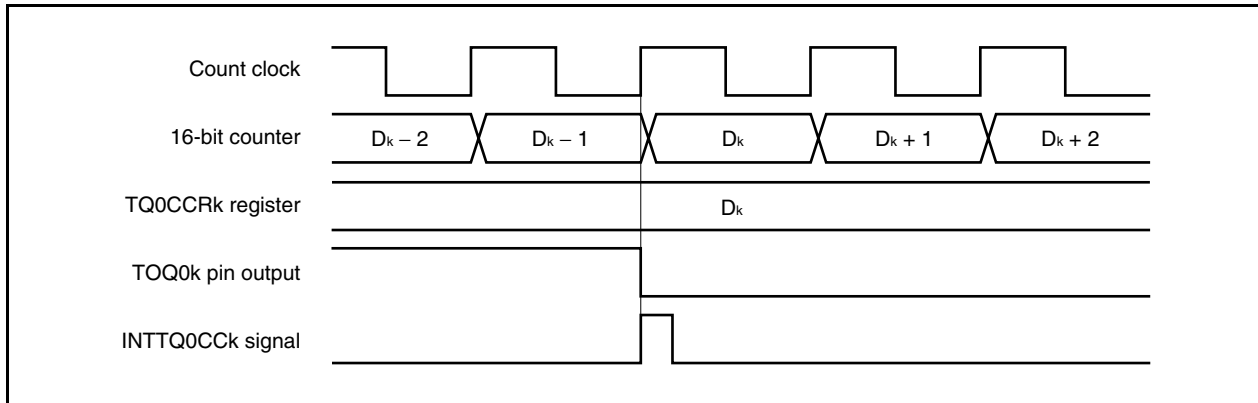 Count clock
16-bit counter
Dk − 2
Dk − 1
Dk
Dk + 1
Dk + 2
TQ0CCRk register
Dk
TOQ0k pin output
INTTQ0CCk signal